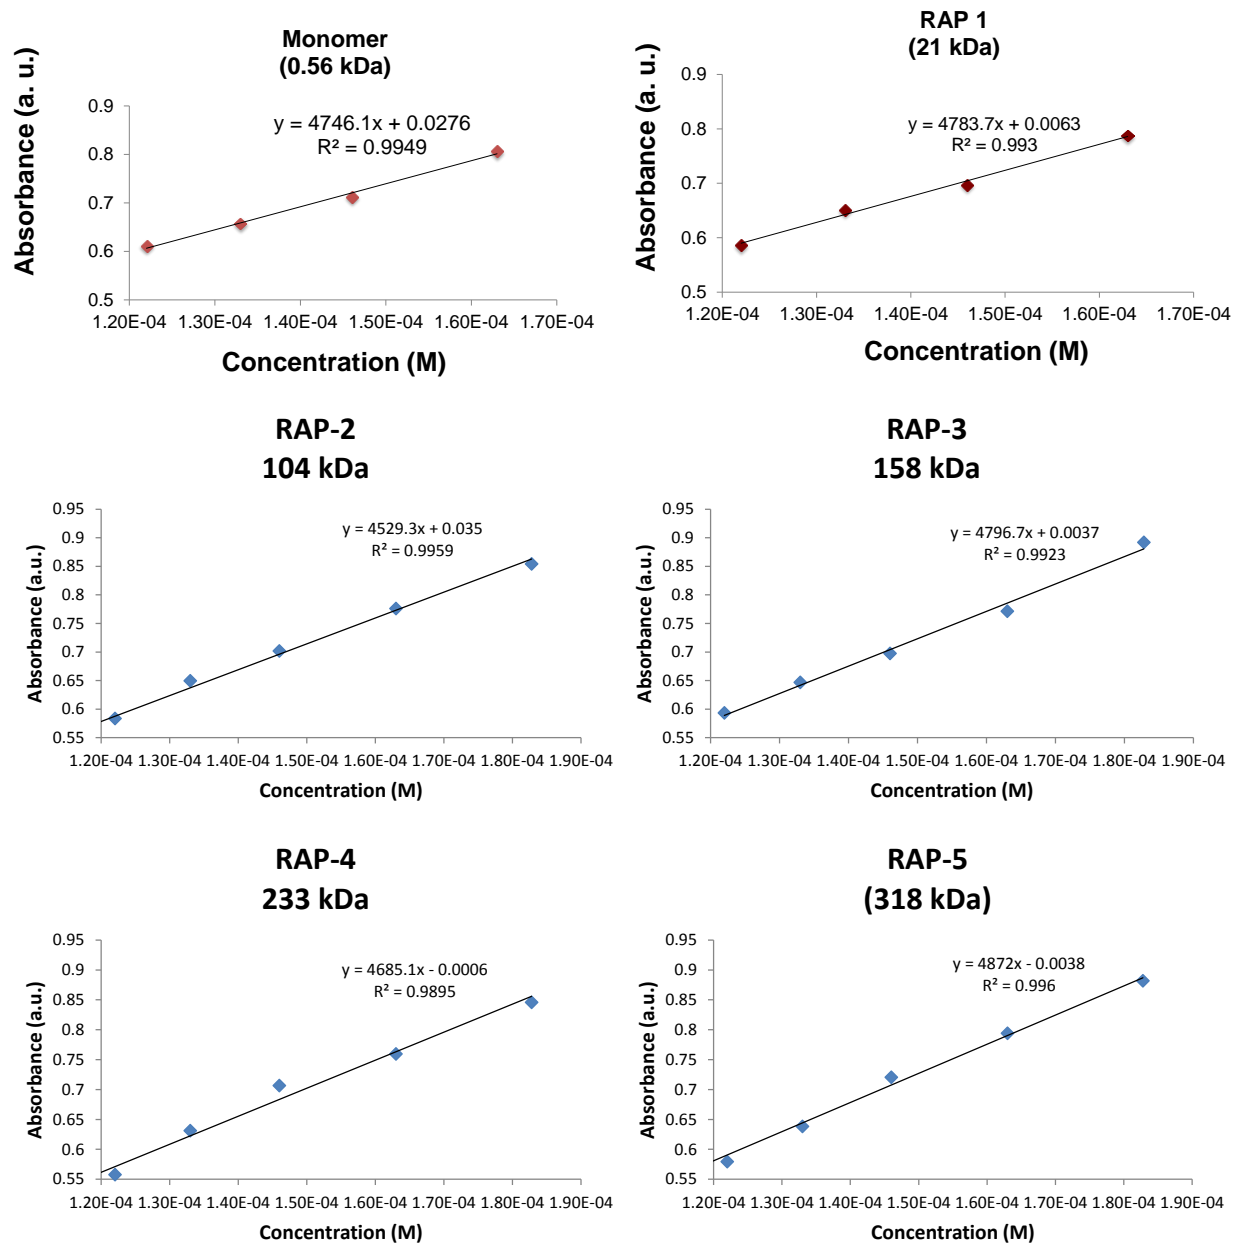 Monomer
(0.56 kDa)
Absorbance (a. u.)
0.9
0.8
0.7
0.6
0.5
y = 4746.1x + 0.0276
R² = 0.9949
1.20E-04 1.30E-04 1.40E-04 1.50E-04 1.60E-04 1.70E-04
Concentration (M)
RAP 1
(21 kDa)
Absorbance (a. u.)
0.9
0.8
0.7
0.6
0.5
y = 4783.7x + 0.0063
R² = 0.993
1.20E-04 1.30E-04 1.40E-04 1.50E-04 1.60E-04 1.70E-04
Concentration (M)
RAP-2
104 kDa
Absorbance (a.u.)
0.95
0.9
0.85
0.8
0.75
0.7
0.65
0.6
0.55
y = 4529.3x + 0.035
R² = 0.9959
1.20E-04 1.30E-04 1.40E-04 1.50E-04 1.60E-04 1.70E-04 1.80E-04 1.90E-04
Concentration (M)
RAP-3
158 kDa
Absorbance (a.u.)
0.95
0.9
0.85
0.8
0.75
0.7
0.65
0.6
0.55
y = 4796.7x + 0.0037
R² = 0.9923
1.20E-04 1.30E-04 1.40E-04 1.50E-04 1.60E-04 1.70E-04 1.80E-04 1.90E-04
Concentration (M)
RAP-4
233 kDa
Absorbance (a.u.)
0.95
0.9
0.85
0.8
0.75
0.7
0.65
0.6
0.55
y = 4685.1x - 0.0006
R² = 0.9895
1.20E-04 1.30E-04 1.40E-04 1.50E-04 1.60E-04 1.70E-04 1.80E-04 1.90E-04
Concentration (M)
RAP-5
(318 kDa)
Absorbance (a.u.)
0.95
0.9
0.85
0.8
0.75
0.7
0.65
0.6
0.55
y = 4872x - 0.0038
R² = 0.996
1.20E-04 1.30E-04 1.40E-04 1.50E-04 1.60E-04 1.70E-04 1.80E-04 1.90E-04
Concentration (M)